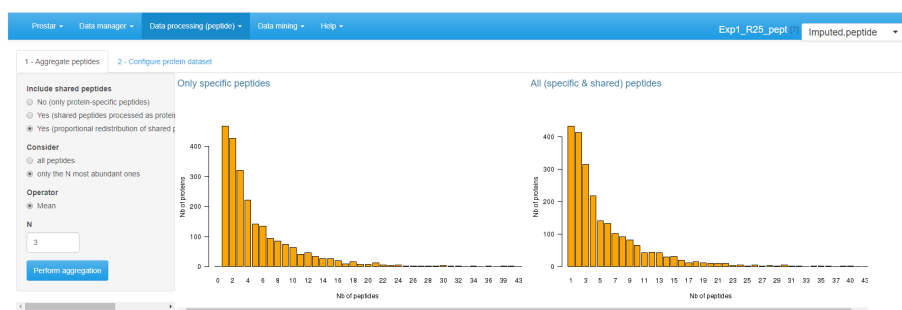 Prostar Data manager Data processing (peptide) Data mining Help Exp1_R25_pept Imputed.peptide
1 - Aggregate peptides 2 - Configure protein dataset
Include shared peptides
No (only protein-specific peptides)
Yes (shared peptides processed as protei
Yes (proportional redistribution of shared p
Consider
all peptides
only the N most abundant ones
Operator
Mean
N
3
Perform aggregation
Only specific peptides
Nb of proteins
400
300
200
100
0
0 2 4 6 8 10 12 14 16 18 20 22 24 26 28 30 32 34 36 39 43
Nb of peptides
All (specific & shared) peptides
Nb of proteins
400
300
200
100
0
1 3 5 7 9 11 13 15 17 19 21 23 25 27 29 31 33 35 37 40 43
Nb of peptides